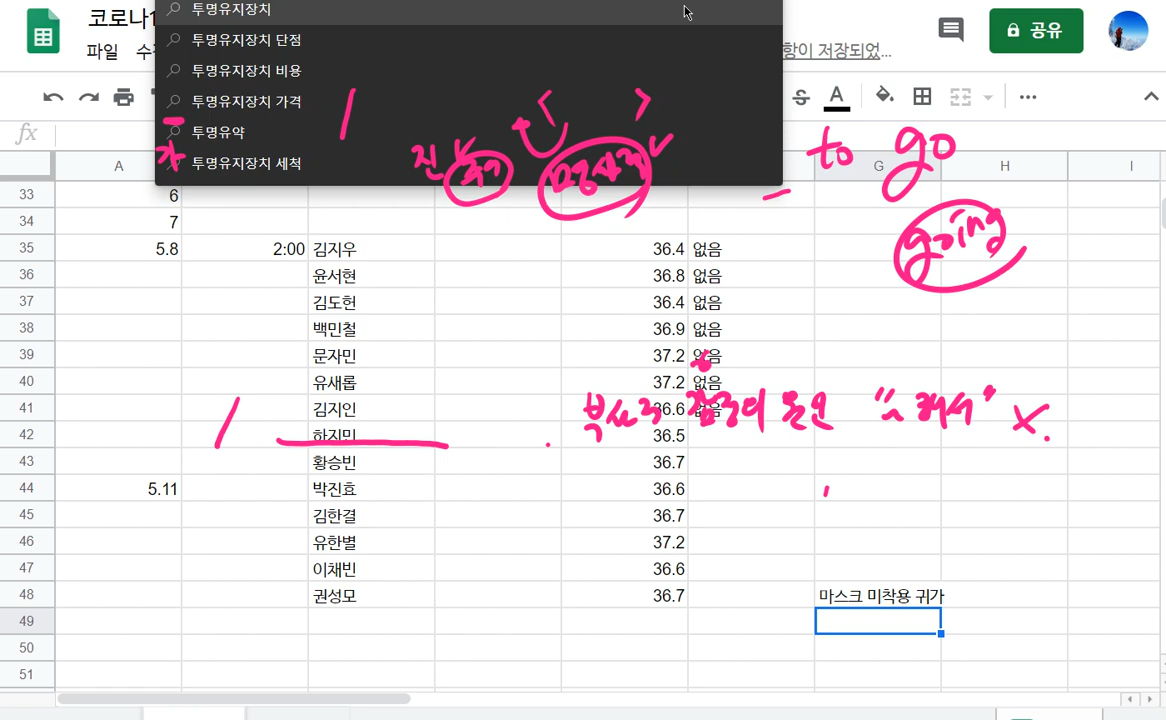 코로나1
투명유지장치
투명유지장치 단점
투명유지장치 비용
투명유지장치 가격
투명유약
투명유지장치 세척
파일
항이 저장되었...
공유
S A
fx
진
to go
going
A G H I
33 6
34 7
35 5.8 2:00 김지우 36.4 없음
36 윤서현 36.8 없음
37 김도헌 36.4 없음
38 백민철 36.9 없음
39 문자민 37.2 없음
40 유새롭 37.2 없음
41 김지인 36.6 없음
42 하지민 36.5
43 황승빈 36.7
44 5.11 박진효 36.6
45 김한결 36.7
46 유한별 37.2
47 이채빈 36.6
48 권성모 36.7 마스크 미착용 귀가
49
50
51